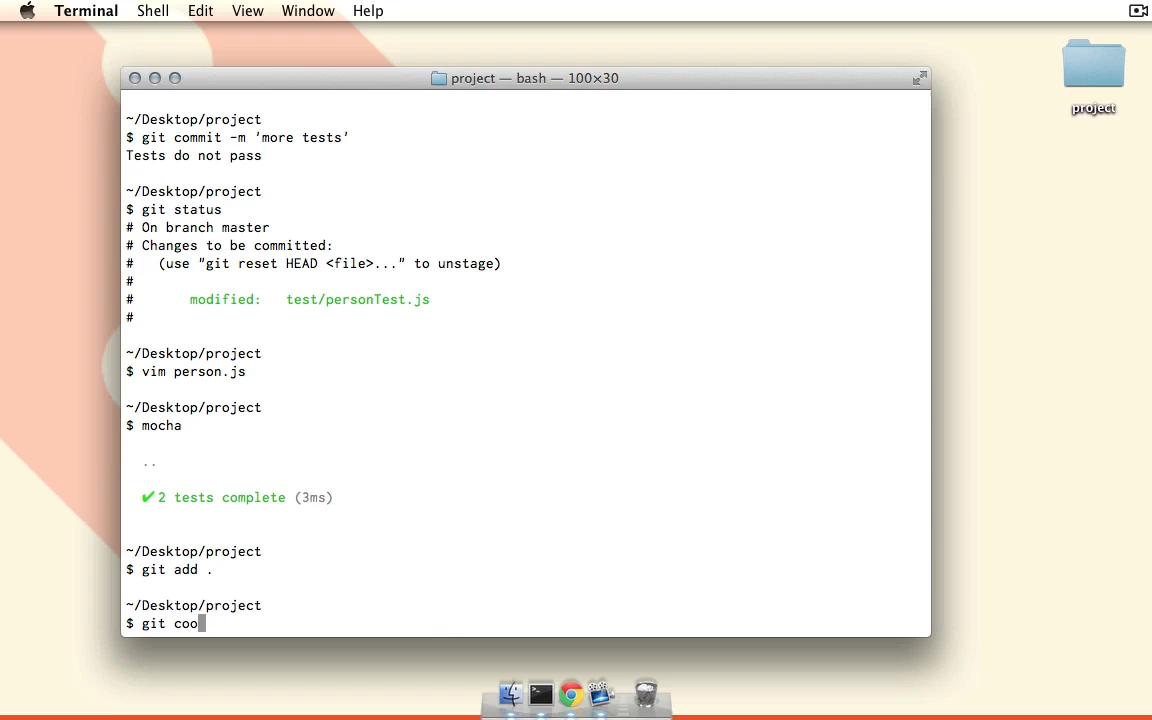 Terminal Shell Edit View Window Help
project — bash — 100×30
project
~/Desktop/project
$ git commit -m 'more tests'
Tests do not pass
~/Desktop/project
$ git status
# On branch master
# Changes to be committed:
#   (use "git reset HEAD <file>..." to unstage)
#
#       modified:   test/personTest.js
#
~/Desktop/project
$ vim person.js
~/Desktop/project
$ mocha
..
✔ 2 tests complete (3ms)
~/Desktop/project
$ git add .
~/Desktop/project
$ git coo